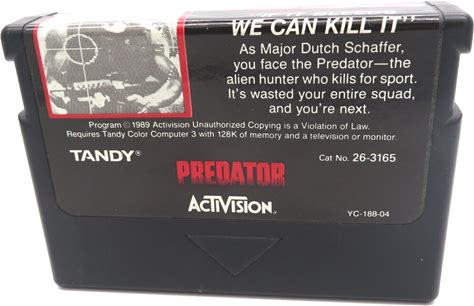 WE CAN KILL IT"
As Major Dutch Schaffer,
you face the Predator—the
alien hunter who kills for sport.
It's wasted your entire squad,
and you're next.
Program © 1989 Activision Unauthorized Copying is a Violation of Law.
Requires Tandy Color Computer 3 with 128K of memory and a television or monitor.
TANDY®
PREDATOR
Cat No. 26-3165
ACTIVISION
YC-188-04